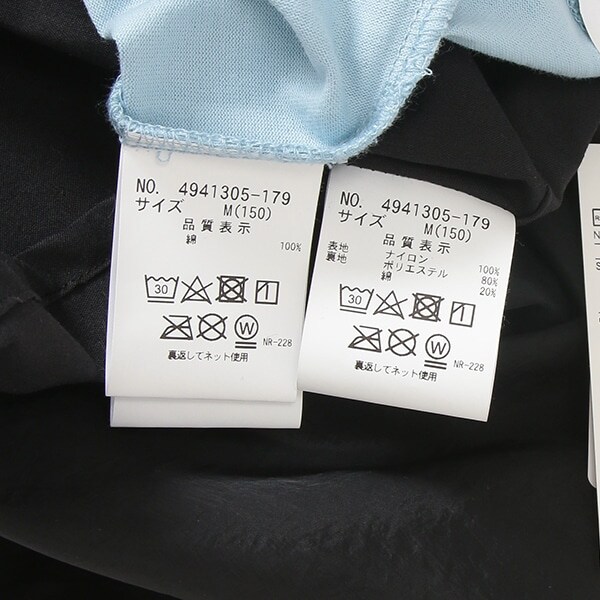 NO. 4941305-179
サイズ M(150)
品質表示
綿 100%
30
W
NR-228
裏返してネット使用
NO. 4941305-179
サイズ M(150)
品質表示
表地 ナイロン 100%
裏地 ポリエステル 80%
綿 20%
30
W
NR-228
裏返してネット使用
N
S